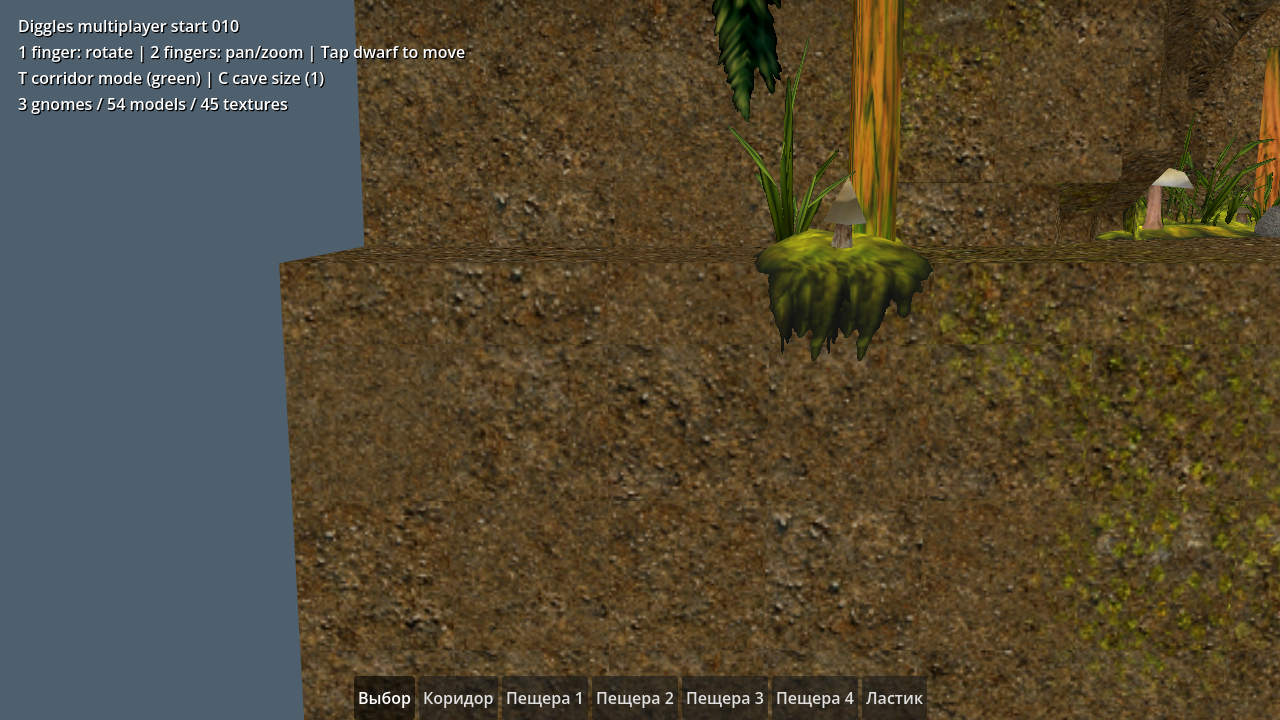 Diggles multiplayer start 010
1 finger: rotate | 2 fingers: pan/zoom | Tap dwarf to move
T corridor mode (green) | C cave size (1)
3 gnomes / 54 models / 45 textures
Выбор Коридор Пещера 1 Пещера 2 Пещера 3 Пещера 4 Ластик